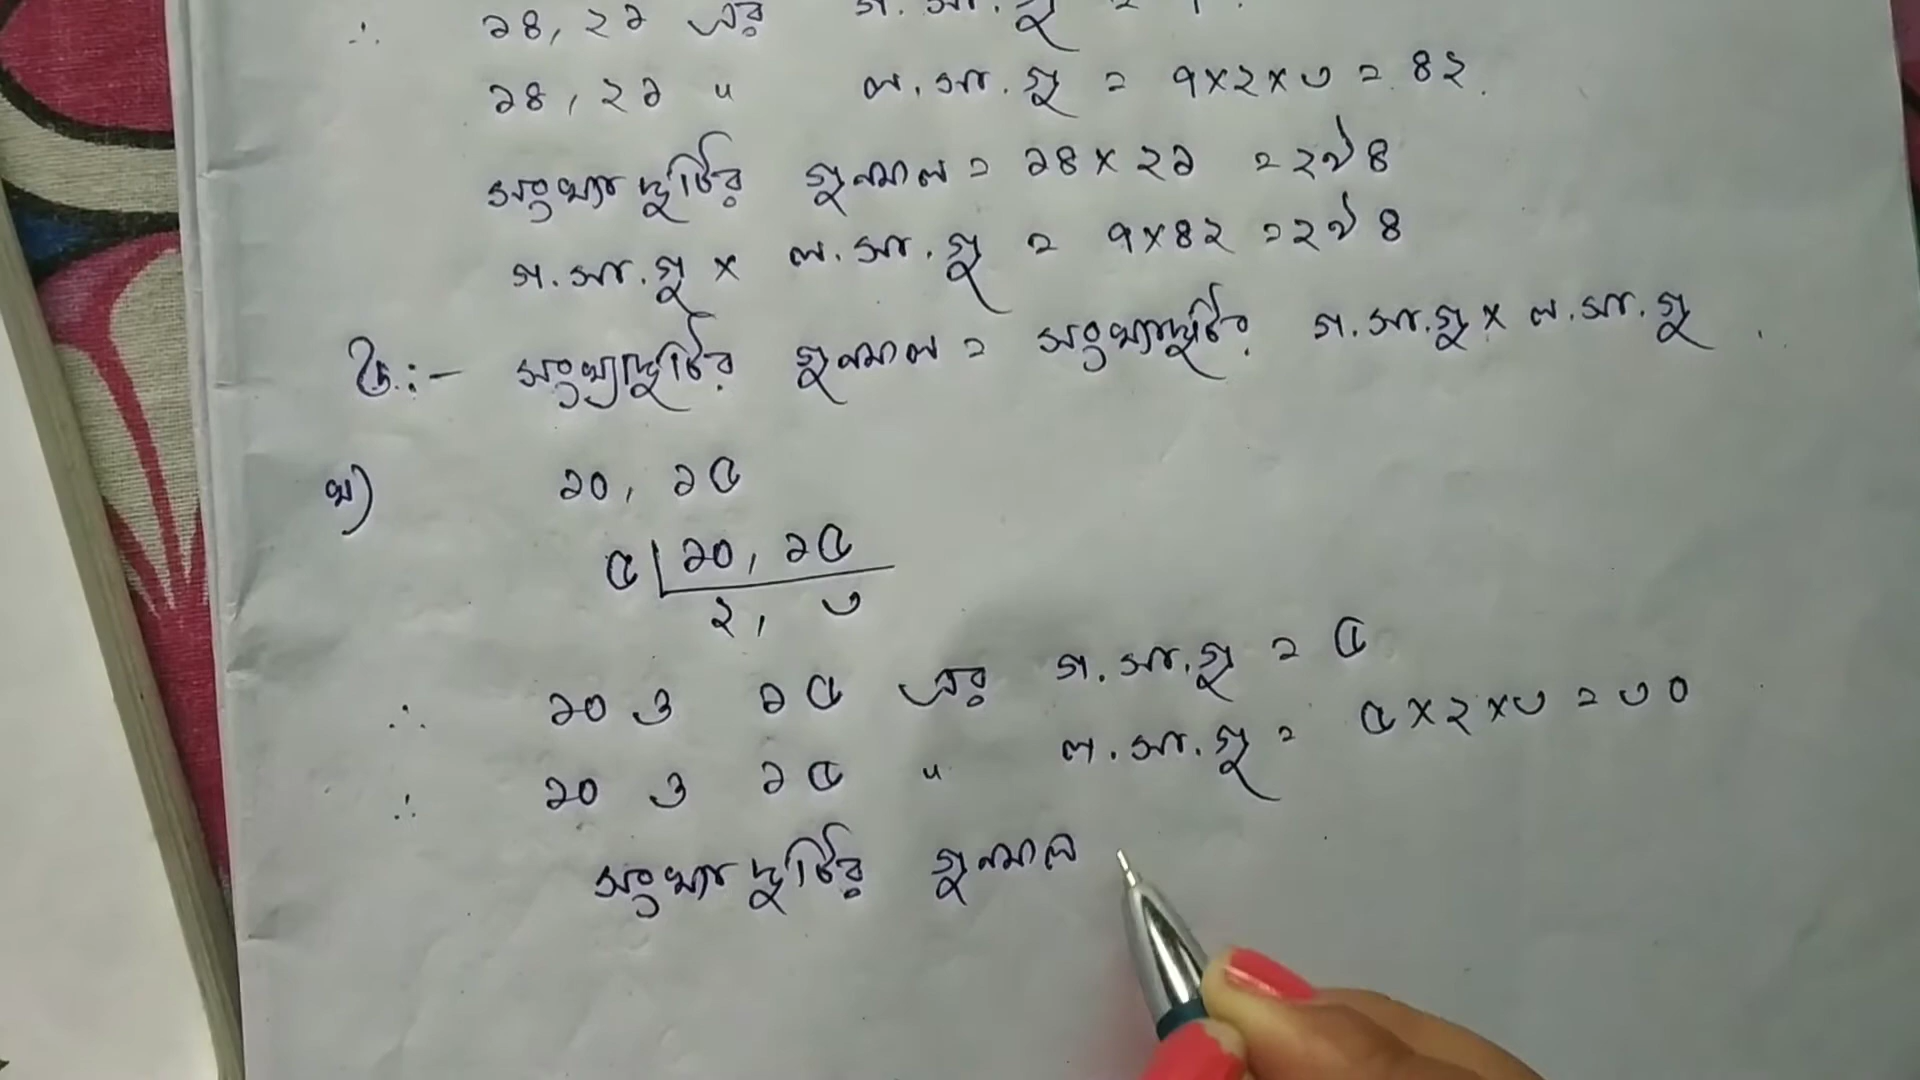 ∴ ১৪, ২১ এর গ.সা.গু = ৭.
১৪, ২১ " ল.সা.গু = ৭×২×৩ = ৪২.
সংখ্যা দুটির গুনফল = ১৪×২১ = ২৯৪
গ.সা.গু × ল.সা.গু = ৭×৪২ = ২৯৪
উ:- সংখ্যাদুটির গুনফল = সংখ্যাদুটির গ.সা.গু × ল.সা.গু
খ) ১০, ১৫
৫ | ১০, ১৫
২, ৩
∴ ১০ ও ১৫ এর গ.সা.গু = ৫
∴ ১০ ও ১৫ " ল.সা.গু = ৫×২×৩ = ৩০
সংখ্যা দুটির গুনফল